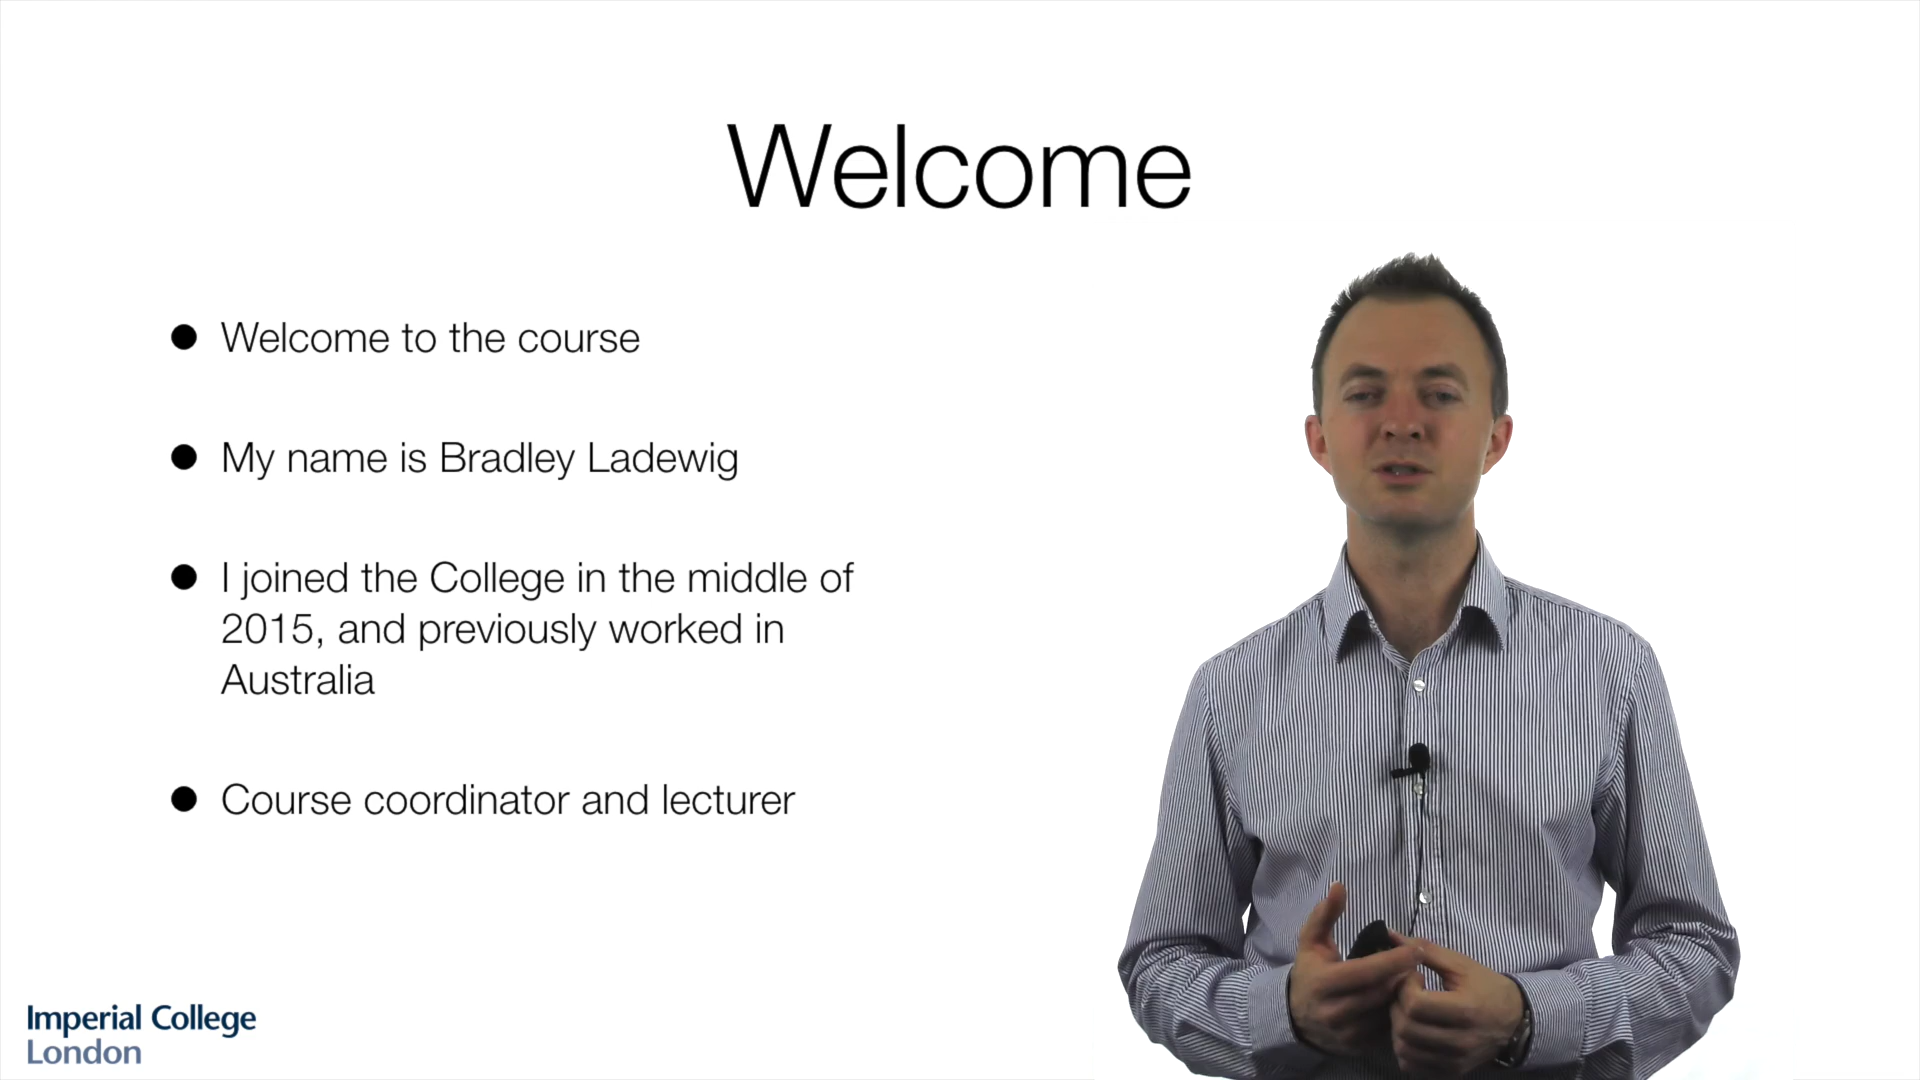 Welcome
Welcome to the course
My name is Bradley Ladewig
I joined the College in the middle of
2015, and previously worked in
Australia
Course coordinator and lecturer
Imperial College
London